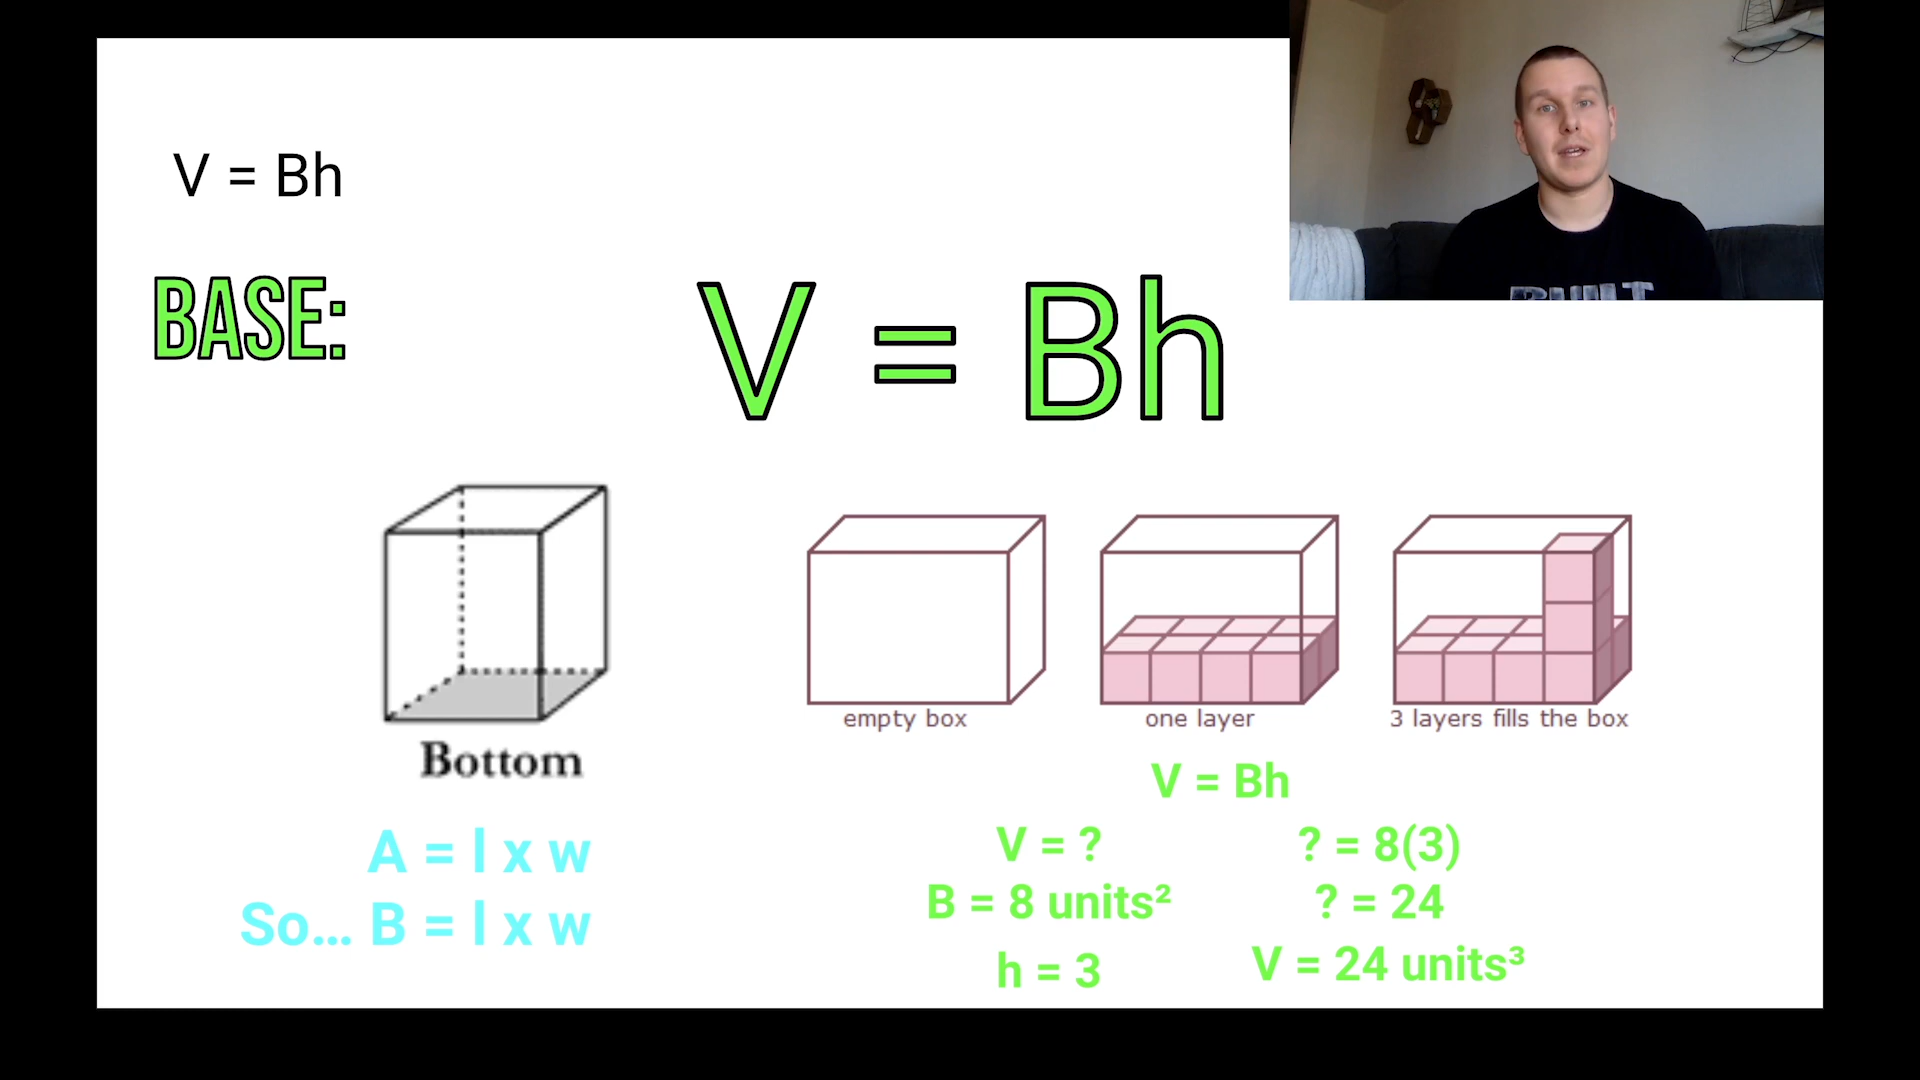 V = Bh
BASE:
V = Bh
BUILT
Bottom
A = l x w
So... B = l x w
empty box
one layer
3 layers fills the box
V = Bh
V = ?
B = 8 units²
h = 3
? = 8(3)
? = 24
V = 24 units³